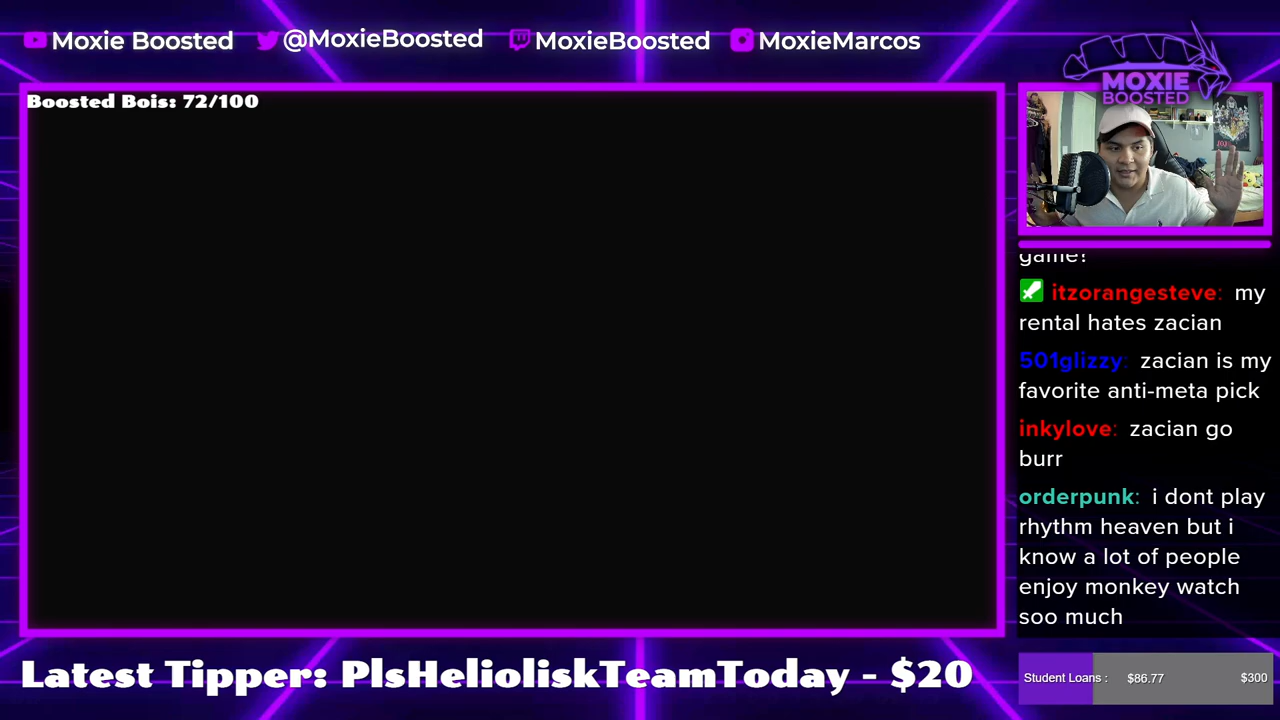 Moxie Boosted
@MoxieBoosted
MoxieBoosted
MoxieMarcos
MOXIE
BOOSTED
Boosted Bois: 72/100
game?
itzorangesteve: my
rental hates zacian
501glizzy: zacian is my
favorite anti-meta pick
inkylove: zacian go
burr
orderpunk: i dont play
rhythm heaven but i
know a lot of people
enjoy monkey watch
soo much
Latest Tipper: PlsHelioliskTeamToday - $20
Student Loans : $86.77 $300